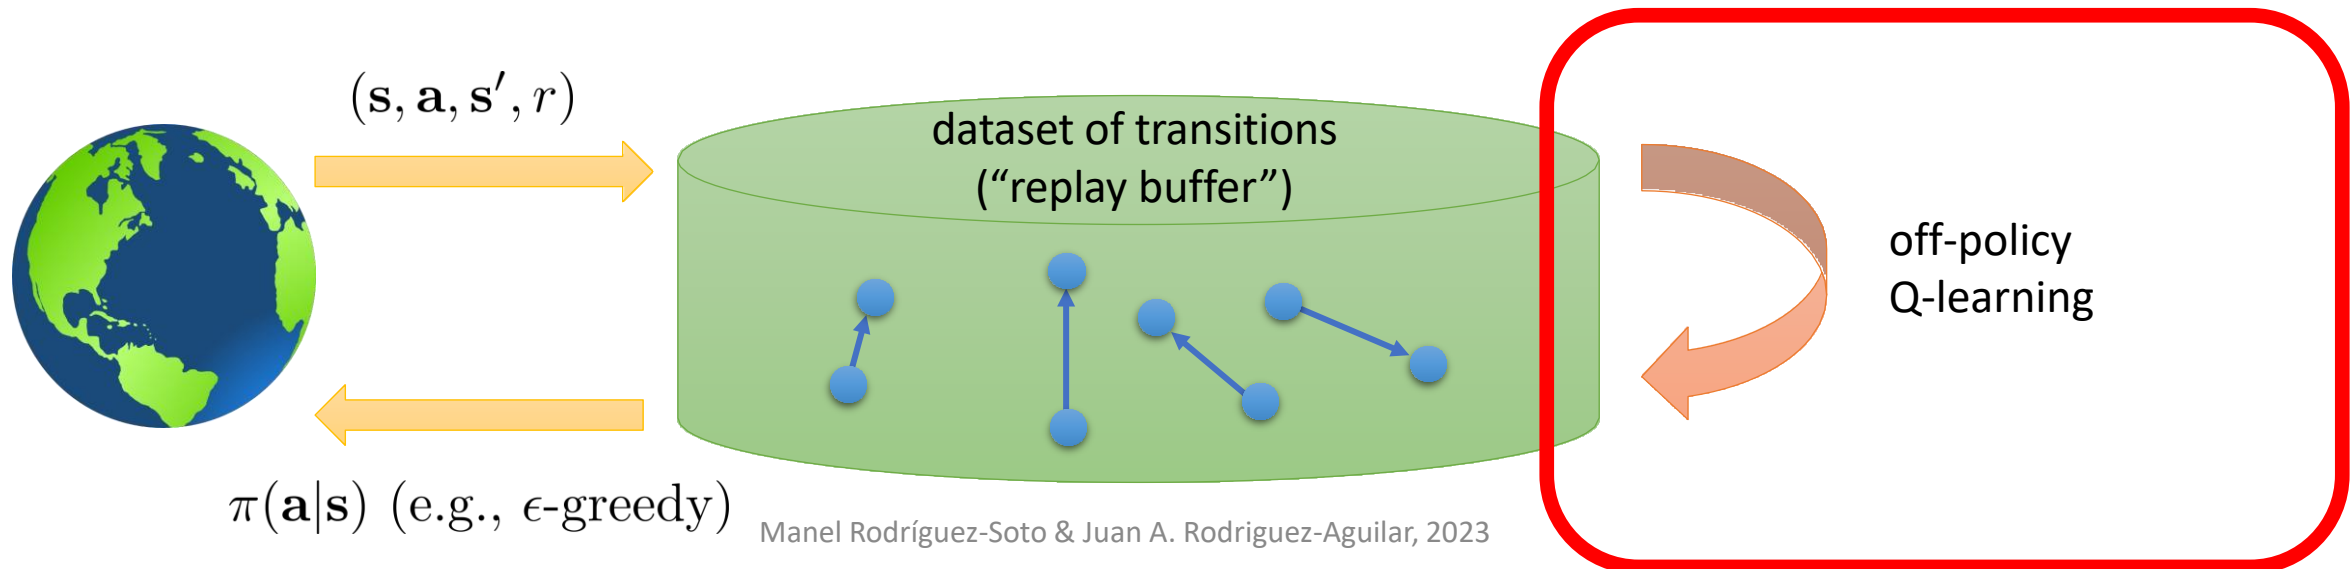 (s, a, s′, r)
dataset of transitions
(“replay buffer”)
off-policy
Q-learning
π(a|s) (e.g., ϵ-greedy)
Manel Rodríguez-Soto & Juan A. Rodriguez-Aguilar, 2023